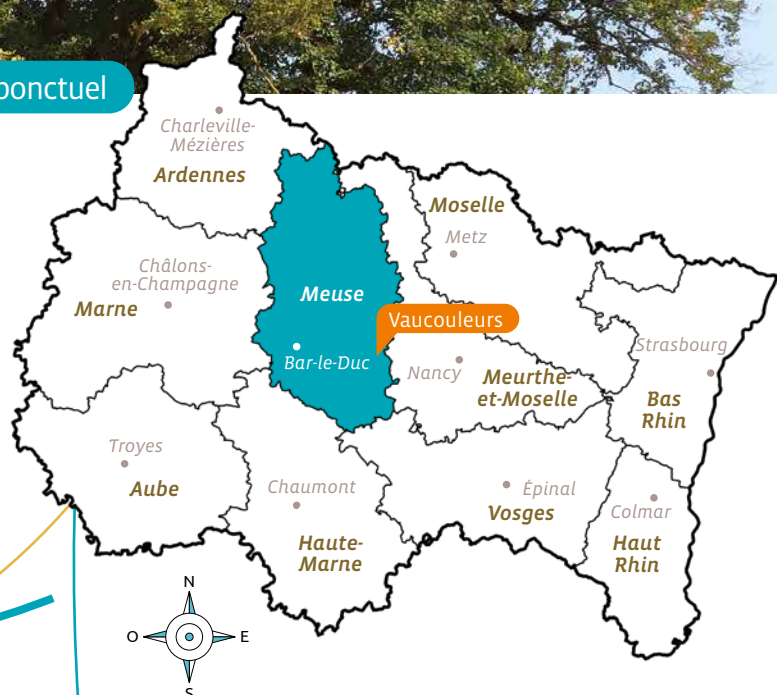 ponctuel
Charleville-
Mézières
Ardennes
Moselle
Metz
Châlons-
en-Champagne
Marne
Meuse
Vaucouleurs
Bar-le-Duc
Nancy
Meurthe-
et-Moselle
Strasbourg
Bas
Rhin
Troyes
Aube
Chaumont
Haute-
Marne
Épinal
Vosges
Colmar
Haut
Rhin
N
O
E
S